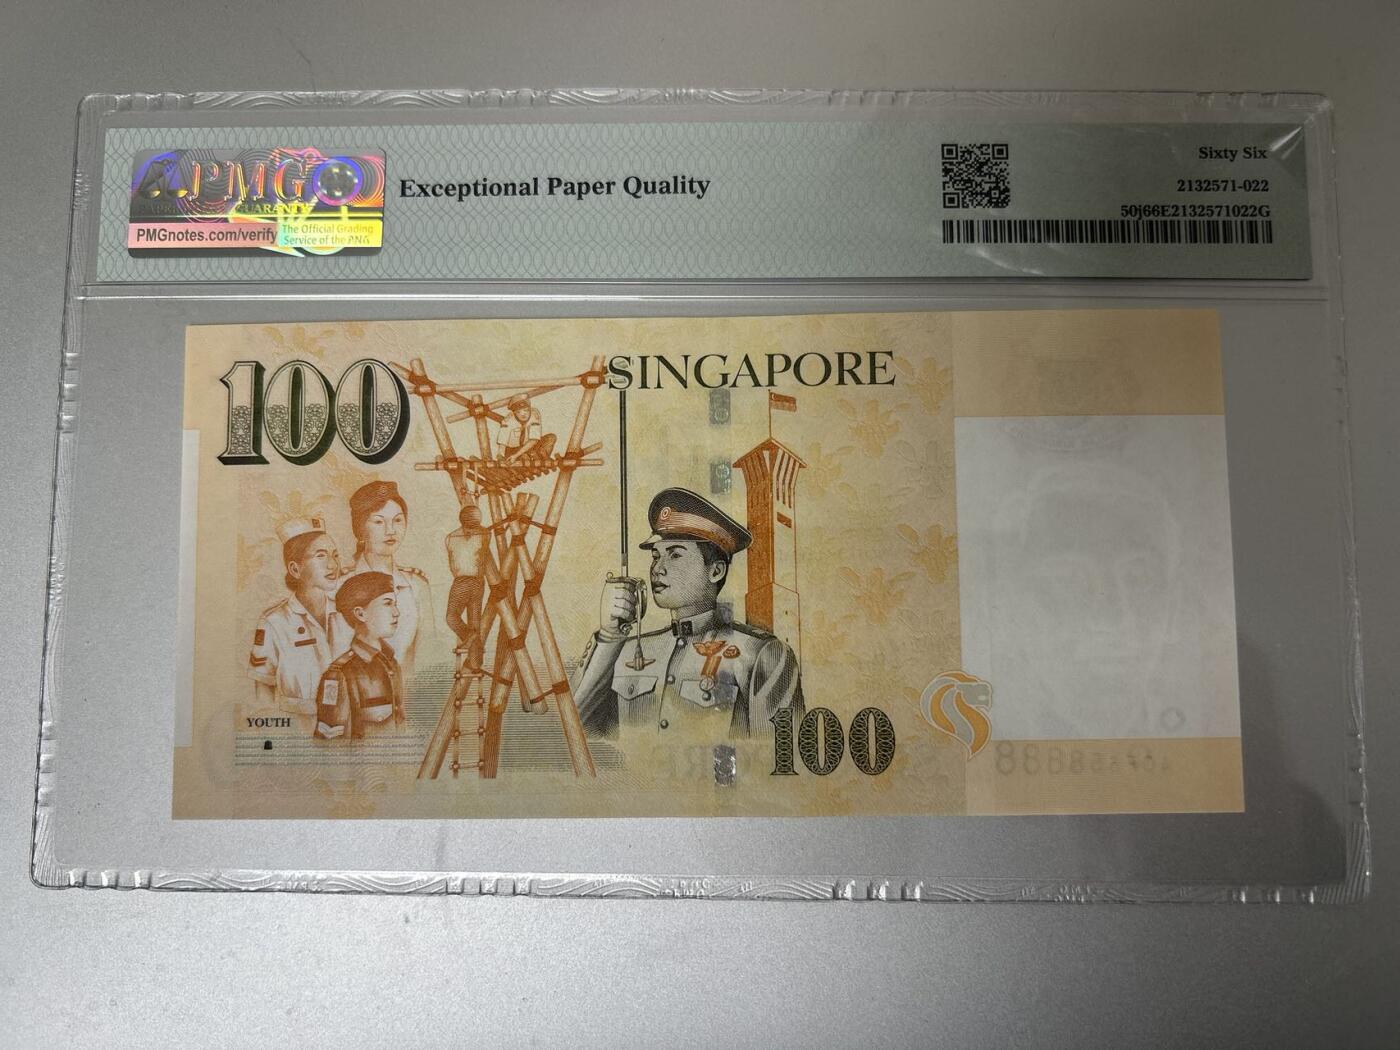 PMG
GUARANTY
PMGnotes.com/verify
The Official Grading
Service of the PNG
Exceptional Paper Quality
Sixty Six
2132571-022
50j66E2132571022G
100
SINGAPORE
YOUTH
100